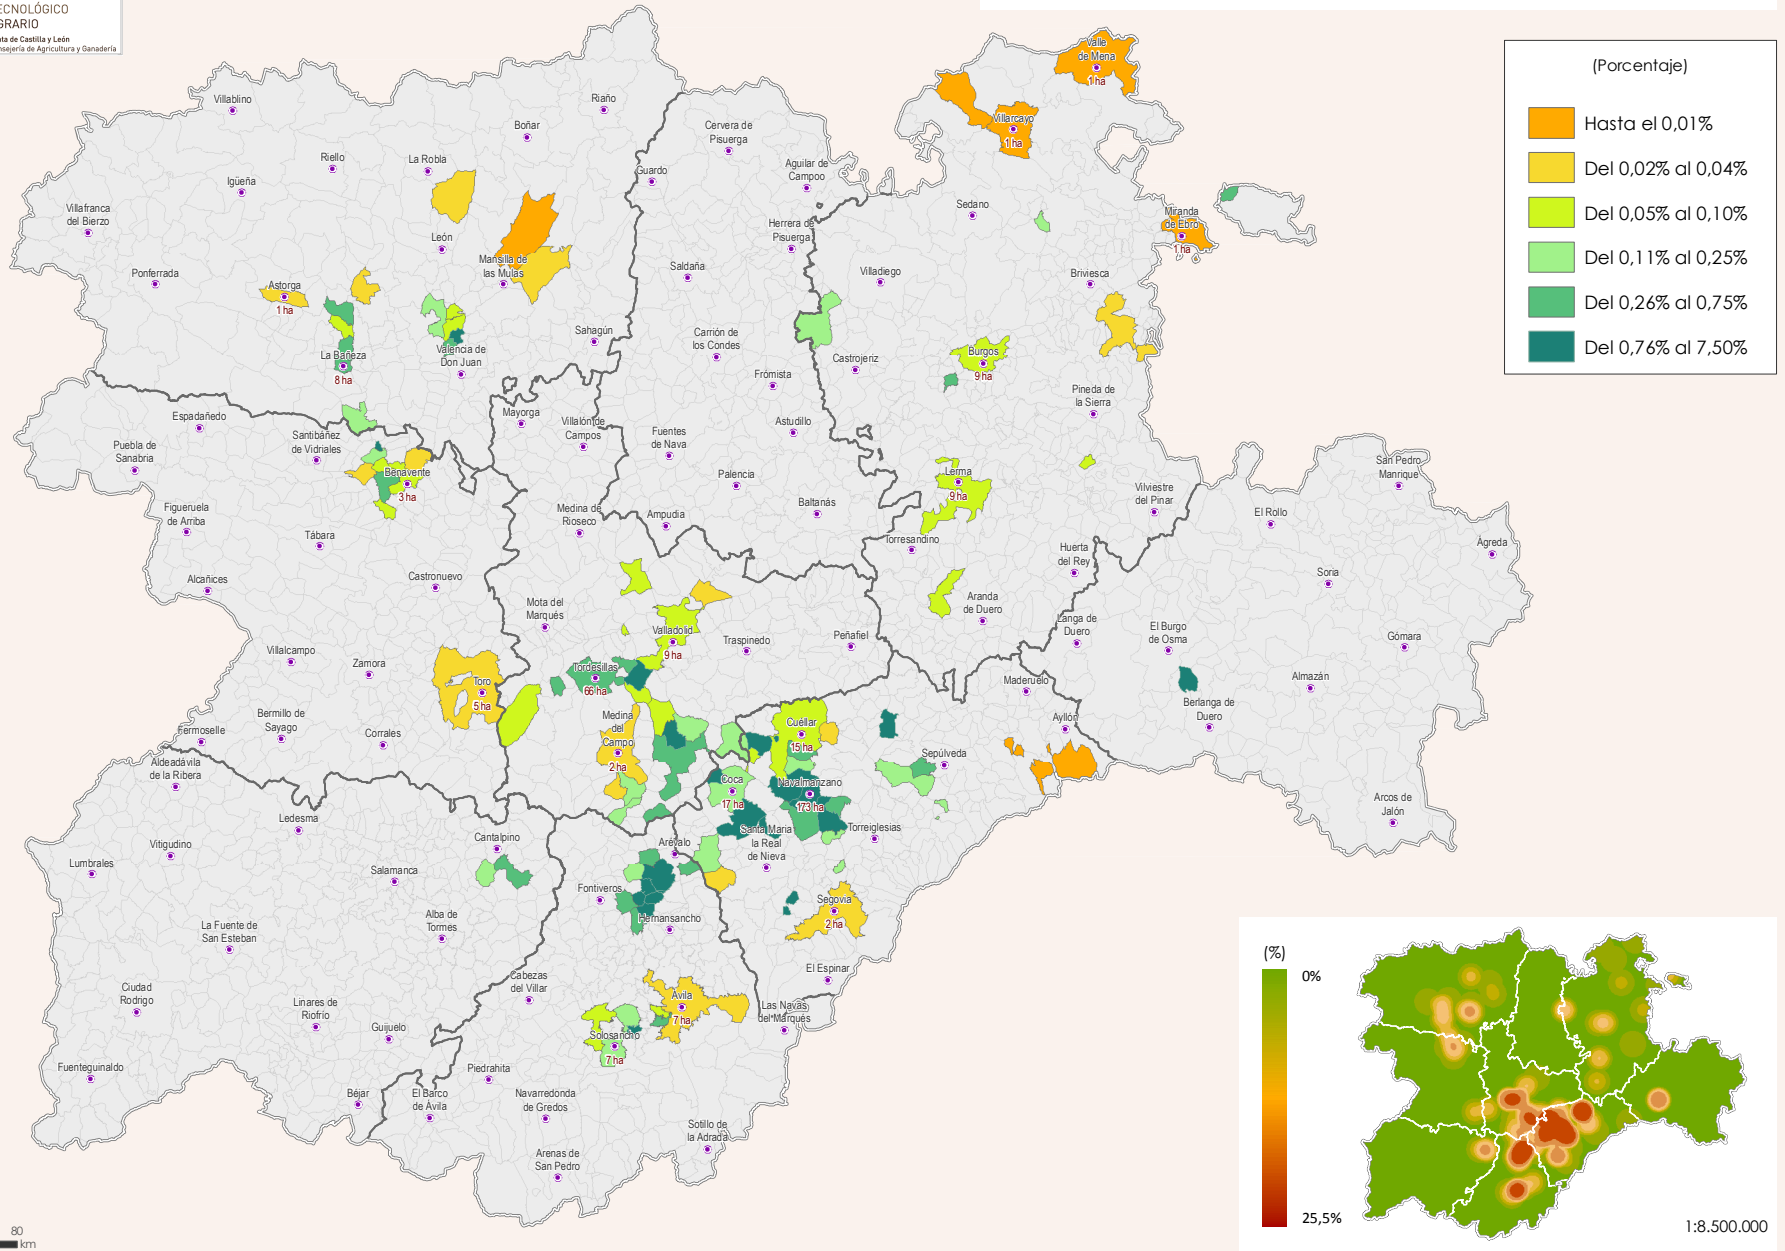 ECNOLÓGICO
GRARIO
ta de Castilla y León
nsejería de Agricultura y Ganadería
(Porcentaje)
Hasta el 0,01%
Del 0,02% al 0,04%
Del 0,05% al 0,10%
Del 0,11% al 0,25%
Del 0,26% al 0,75%
Del 0,76% al 7,50%
Valle
de Mena
1 ha
Villablino
Riaño
Boñar
Villarcayo
1 ha
Cervera de
Pisuerga
Riello
La Robla
Guardo
Aguilar de
Campoo
Igüeña
Villafranca
del Bierzo
Sedano
Miranda
de Ebro
1 ha
León
Herrera de
Pisuerga
Ponferrada
Mansilla de
las Mulas
Saldaña
Villadiego
Briviesca
Astorga
1 ha
Sahagún
Carrión de
los Condes
La Bañeza
8 ha
Valencia de
Don Juan
Castrojeriz
Burgos
9 ha
Frómista
Pineda de
la Sierra
Espadañedo
Mayorga
Villalón de
Campos
Astudillo
Santibáñez
de Vidriales
Fuentes
de Nava
Puebla de
Sanabria
Benavente
3 ha
Palencia
Lerma
9 ha
San Pedro
Manrique
Vilviestre
del Pinar
Figueruela
de Arriba
Medina de
Rioseco
Ampudia
Baltanás
El Rollo
Tábara
Torresandino
Huerta
del Rey
Ágreda
Alcañices
Castronuevo
Soria
Mota del
Marqués
Aranda
de Duero
Valladolid
9 ha
Traspinedo
Peñafiel
Langa de
Duero
El Burgo
de Osma
Gómara
Villalcampo
Zamora
Tordesillas
66 ha
Toro
5 ha
Maderuelo
Almazán
Berlanga de
Duero
Bermillo de
Sayago
Medina
del
Campo
2 ha
Cuéllar
15 ha
Ayllón
Fermoselle
Corrales
Sepúlveda
Aldeadávila
de la Ribera
Coca
17 ha
Navalmanzano
173 ha
Arcos de
Jalón
Ledesma
Santa María
la Real
de Nieva
Torreiglesias
Cantalpino
Arévalo
Vitigudino
Lumbrales
Salamanca
Fontiveros
Segovia
2 ha
Alba de
Tormes
Hernansancho
La Fuente de
San Esteban
El Espinar
Cabezas
del Villar
Ciudad
Rodrigo
Ávila
7 ha
Las Navas
del Marqués
Linares de
Riofrío
Guijuelo
Solosancho
7 ha
Fuenteguinaldo
Piedrahita
Béjar
El Barco
de Ávila
Navarredonda
de Gredos
Sotillo de
la Adrada
Arenas de
San Pedro
(%)
0%
25,5%
1:8.500.000
80
km